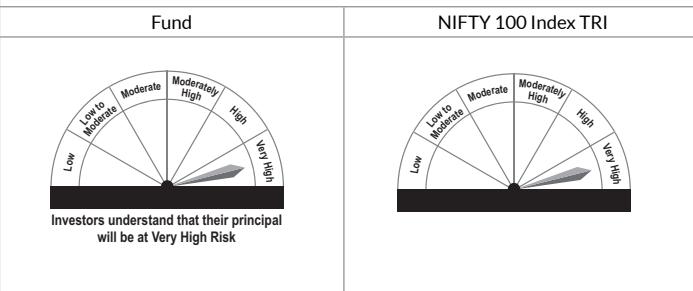 Fund
NIFTY 100 Index TRI
Low
Low to
Moderate
Moderate
Moderately
High
High
Very High
Investors understand that their principal
will be at Very High Risk
Low
Low to
Moderate
Moderate
Moderately
High
High
Very High